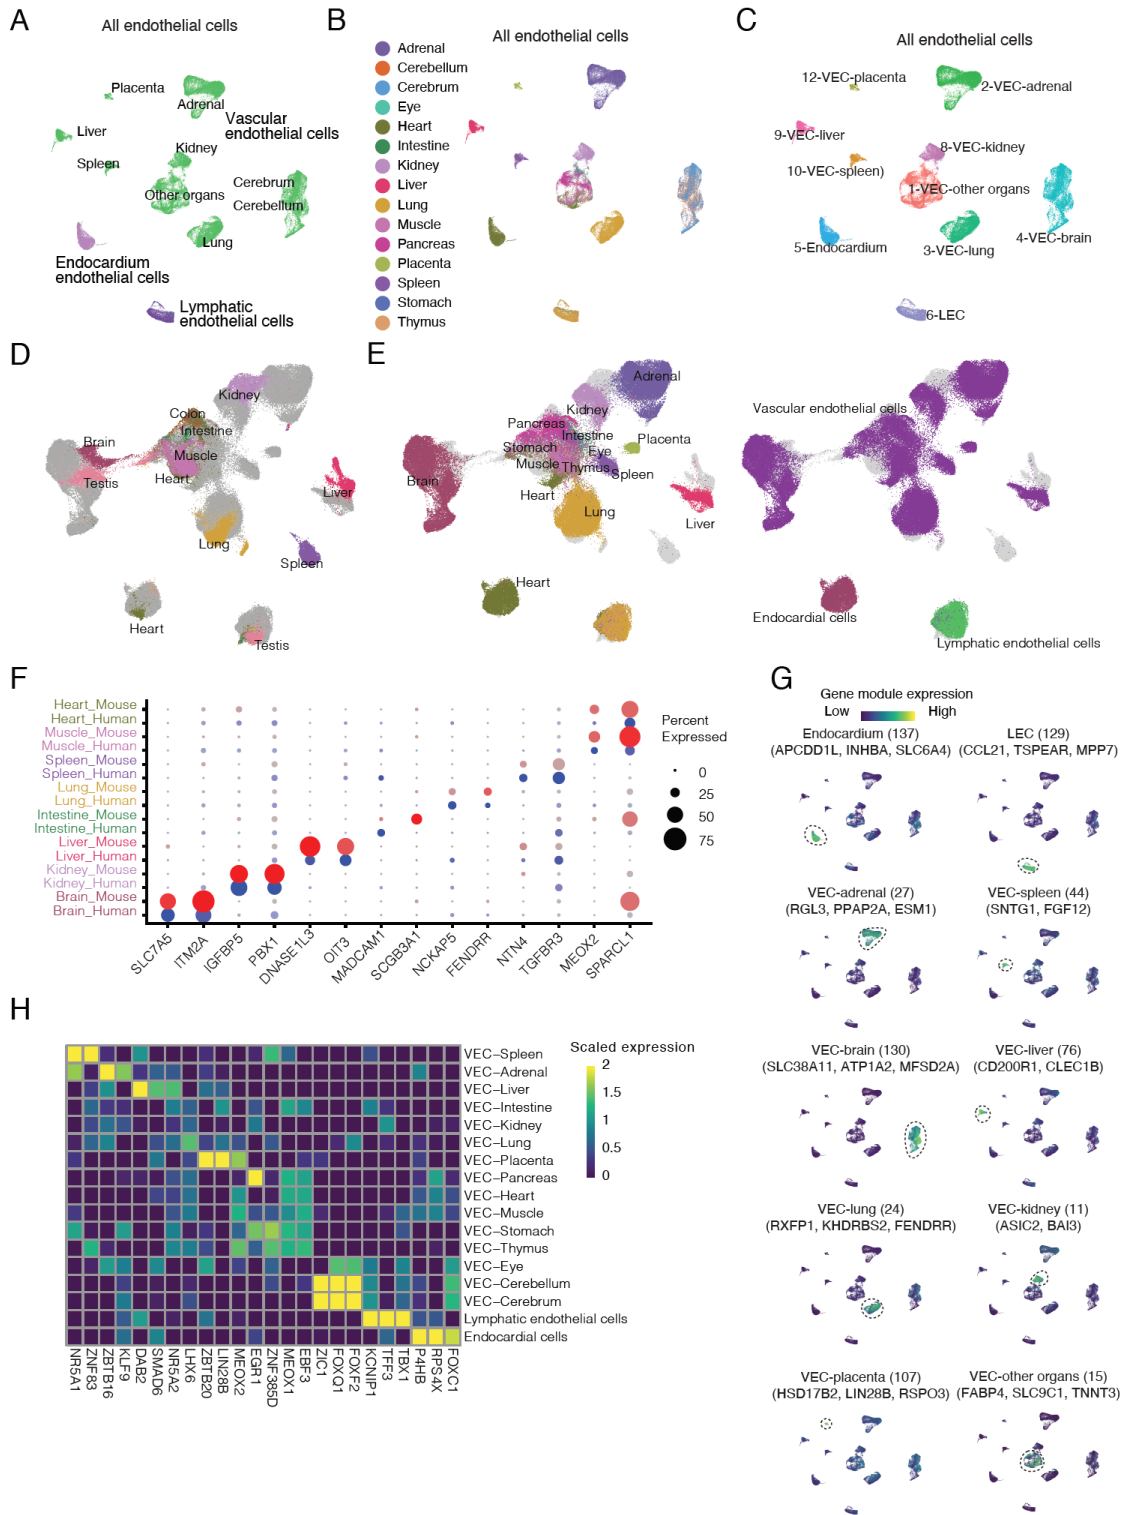 A
All endothelial cells
Placenta
Adrenal
Vascular
endothelial cells
Liver
Kidney
Spleen
Other organs
Cerebrum
Cerebellum
Lung
Endocardium
endothelial cells
Lymphatic
endothelial cells
B
All endothelial cells
Adrenal
Cerebellum
Cerebrum
Eye
Heart
Intestine
Kidney
Liver
Lung
Muscle
Pancreas
Placenta
Spleen
Stomach
Thymus
C
All endothelial cells
12-VEC-placenta
2-VEC-adrenal
9-VEC-liver
8-VEC-kidney
10-VEC-spleen)
1-VEC-other organs
5-Endocardium
3-VEC-lung
4-VEC-brain
6-LEC
D
Kidney
Colon
Intestine
Brain
Muscle
Testis
Heart
Liver
Lung
Spleen
Heart
Testis
E
Adrenal
Kidney
Pancreas
Intestine
Placenta
Stomach
Eye
Muscle
Thymus
Spleen
Brain
Heart
Lung
Liver
Heart
Vascular endothelial cells
Endocardial cells
Lymphatic endothelial cells
F
Heart_Mouse
Heart_Human
Muscle_Mouse
Muscle_Human
Spleen_Mouse
Spleen_Human
Lung_Mouse
Lung_Human
Intestine_Mouse
Intestine_Human
Liver_Mouse
Liver_Human
Kidney_Mouse
Kidney_Human
Brain_Mouse
Brain_Human
SLC7A5
ITM2A
IGFBP5
PBX1
DNASE1L3
OIT3
MADCAM1
SCGB3A1
NCKAP5
FENDRR
NTN4
TGFBR3
MEOX2
SPARCL1
Percent
Expressed
0
25
50
75
G
Gene module expression
Low
High
Endocardium (137)
(APCDD1L, INHBA, SLC6A4)
LEC (129)
(CCL21, TSPEAR, MPP7)
VEC-adrenal (27)
(RGL3, PPAP2A, ESM1)
VEC-spleen (44)
(SNTG1, FGF12)
VEC-brain (130)
(SLC38A11, ATP1A2, MFSD2A)
VEC-liver (76)
(CD200R1, CLEC1B)
VEC-lung (24)
(RXFP1, KHDRBS2, FENDRR)
VEC-kidney (11)
(ASIC2, BAI3)
VEC-placenta (107)
(HSD17B2, LIN28B, RSPO3)
VEC-other organs (15)
(FABP4, SLC9C1, TNNT3)
H
VEC-Spleen
VEC-Adrenal
VEC-Liver
VEC-Intestine
VEC-Kidney
VEC-Lung
VEC-Placenta
VEC-Pancreas
VEC-Heart
VEC-Muscle
VEC-Stomach
VEC-Thymus
VEC-Eye
VEC-Cerebellum
VEC-Cerebrum
Lymphatic endothelial cells
Endocardial cells
NR5A1
ZNF83
ZBTB16
KLF9
DAB2
SMAD6
NR5A2
LHX6
ZBTB20
LIN28B
MEOX2
EGR1
ZNF385D
MEOX1
EBF3
ZIC1
FOXQ1
FOXF2
KCNIP1
TFF3
TBX1
P4HB
RPS4X
FOXC1
Scaled expression
2
1.5
1
0.5
0